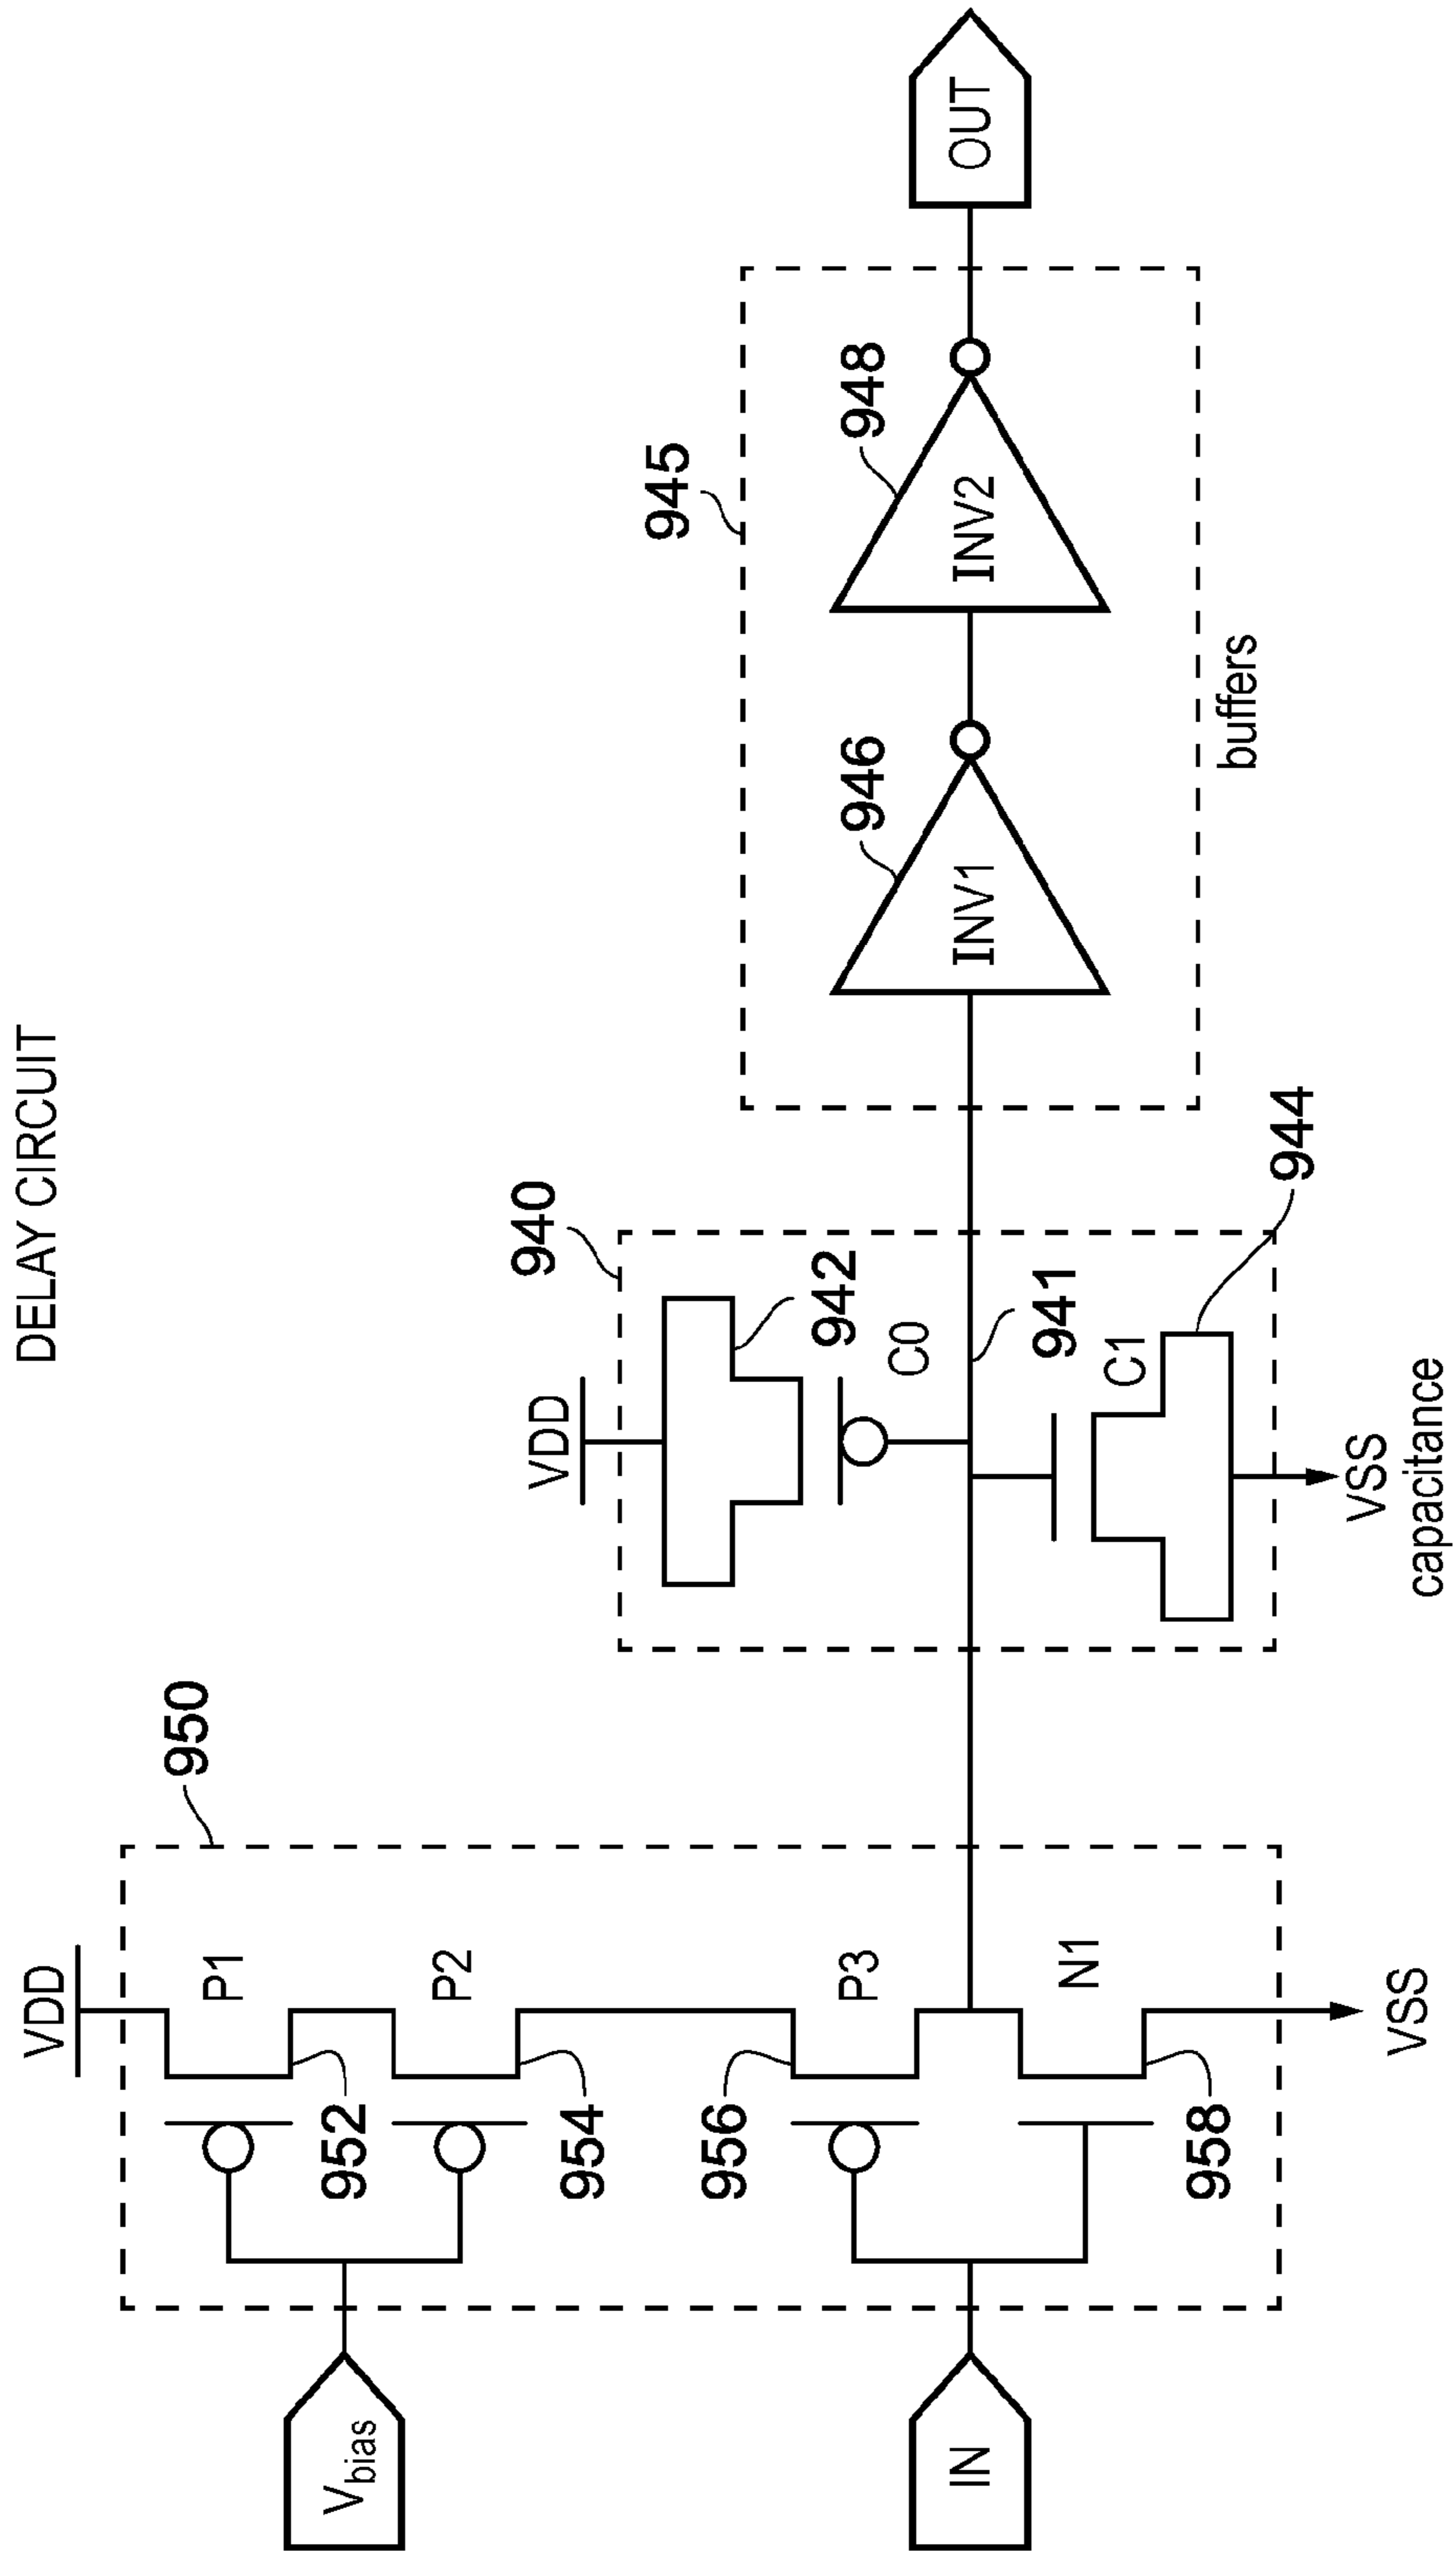 DELAY CIRCUIT
VDD
950
P1
952
Vbias
P2
954
P3
956
IN
N1
958
VSS
940
VDD
942
C0
941
C1
944
VSS
capacitance
945
946
INV1
948
INV2
buffers
OUT